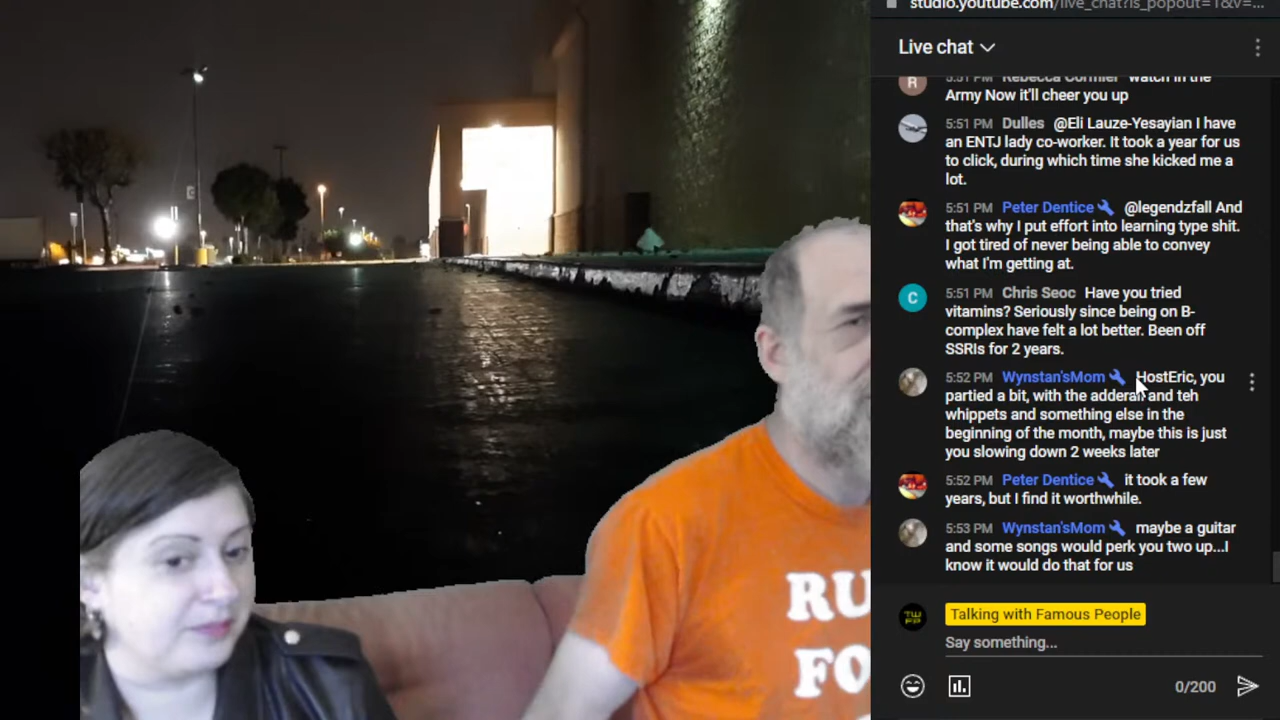 studio.youtube.com/live_chat?is_popout=1&v=...
Live chat
5:51 PM Rebecca Cormier watch in the
Army Now it'll cheer you up
5:51 PM Dulles @Eli Lauze-Yesayian I have
an ENTJ lady co-worker. It took a year for us
to click, during which time she kicked me a
lot.
5:51 PM Peter Dentice @legendzfall And
that's why I put effort into learning type shit.
I got tired of never being able to convey
what I'm getting at.
5:51 PM Chris Seoc Have you tried
vitamins? Seriously since being on B-
complex have felt a lot better. Been off
SSRIs for 2 years.
5:52 PM Wynstan'sMom HostEric, you
partied a bit, with the adderall and teh
whippets and something else in the
beginning of the month, maybe this is just
you slowing down 2 weeks later
5:52 PM Peter Dentice it took a few
years, but I find it worthwhile.
5:53 PM Wynstan'sMom maybe a guitar
and some songs would perk you two up...I
know it would do that for us
Talking with Famous People
Say something...
0/200
R
C
TW
FP
RU
FO